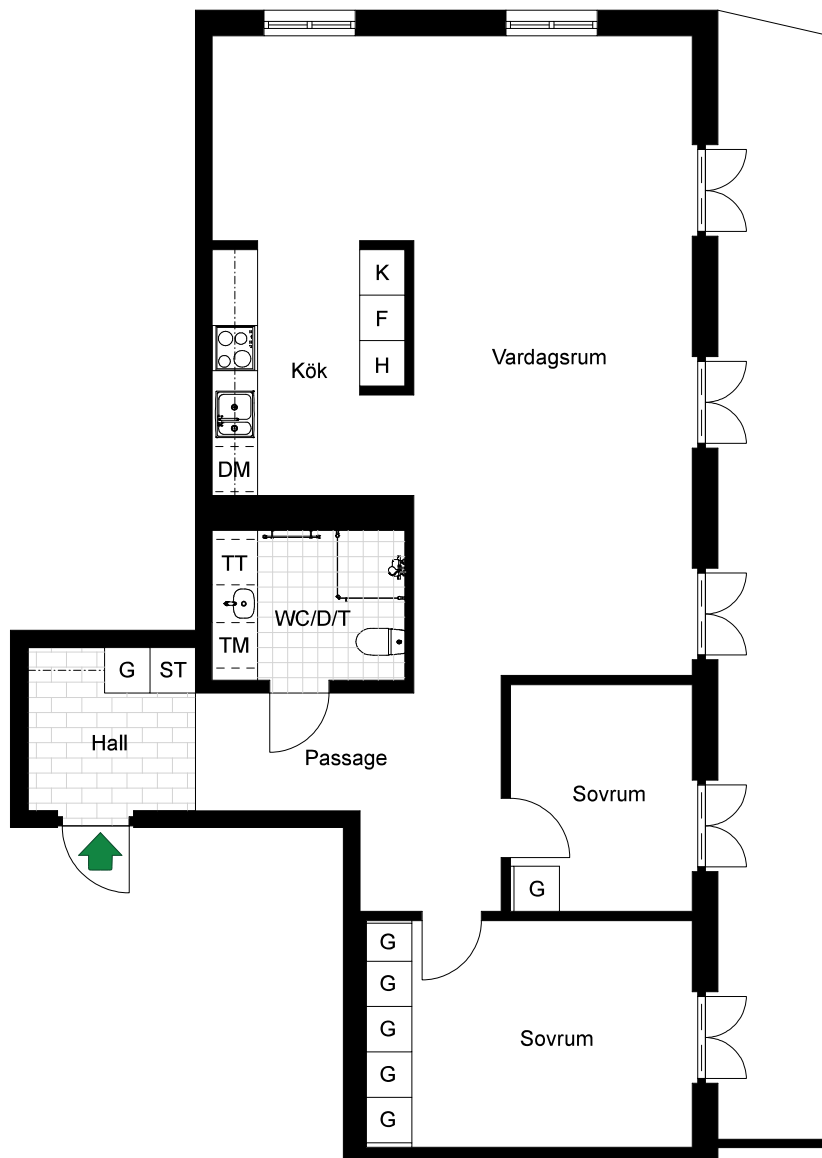 K
F
H
Kök
Vardagsrum
DM
TT
WC/D/T
TM
G
ST
Hall
Passage
Sovrum
G
G
G
G
G
G
Sovrum